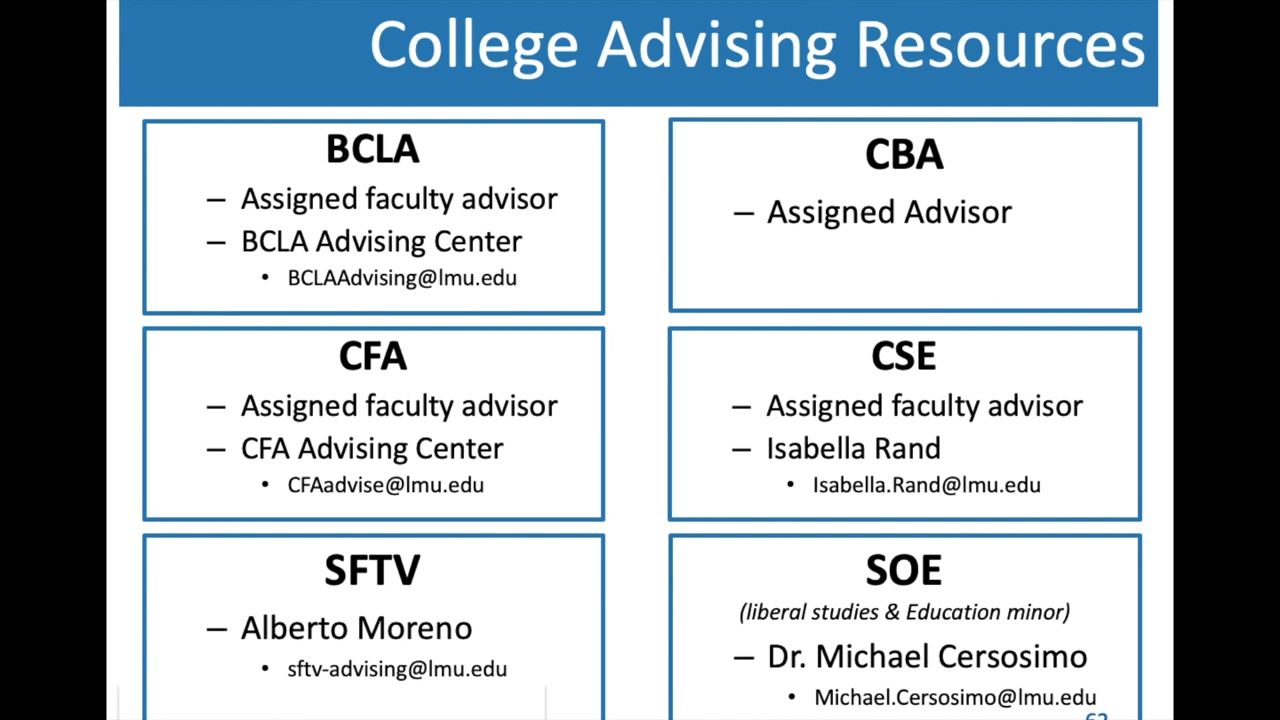 College Advising Resources
BCLA
– Assigned faculty advisor
– BCLA Advising Center
• BCLAAdvising@lmu.edu
CBA
– Assigned Advisor
CFA
– Assigned faculty advisor
– CFA Advising Center
• CFAadvise@lmu.edu
CSE
– Assigned faculty advisor
– Isabella Rand
• Isabella.Rand@lmu.edu
SFTV
– Alberto Moreno
• sftv-advising@lmu.edu
SOE
(liberal studies & Education minor)
– Dr. Michael Cersosimo
• Michael.Cersosimo@lmu.edu